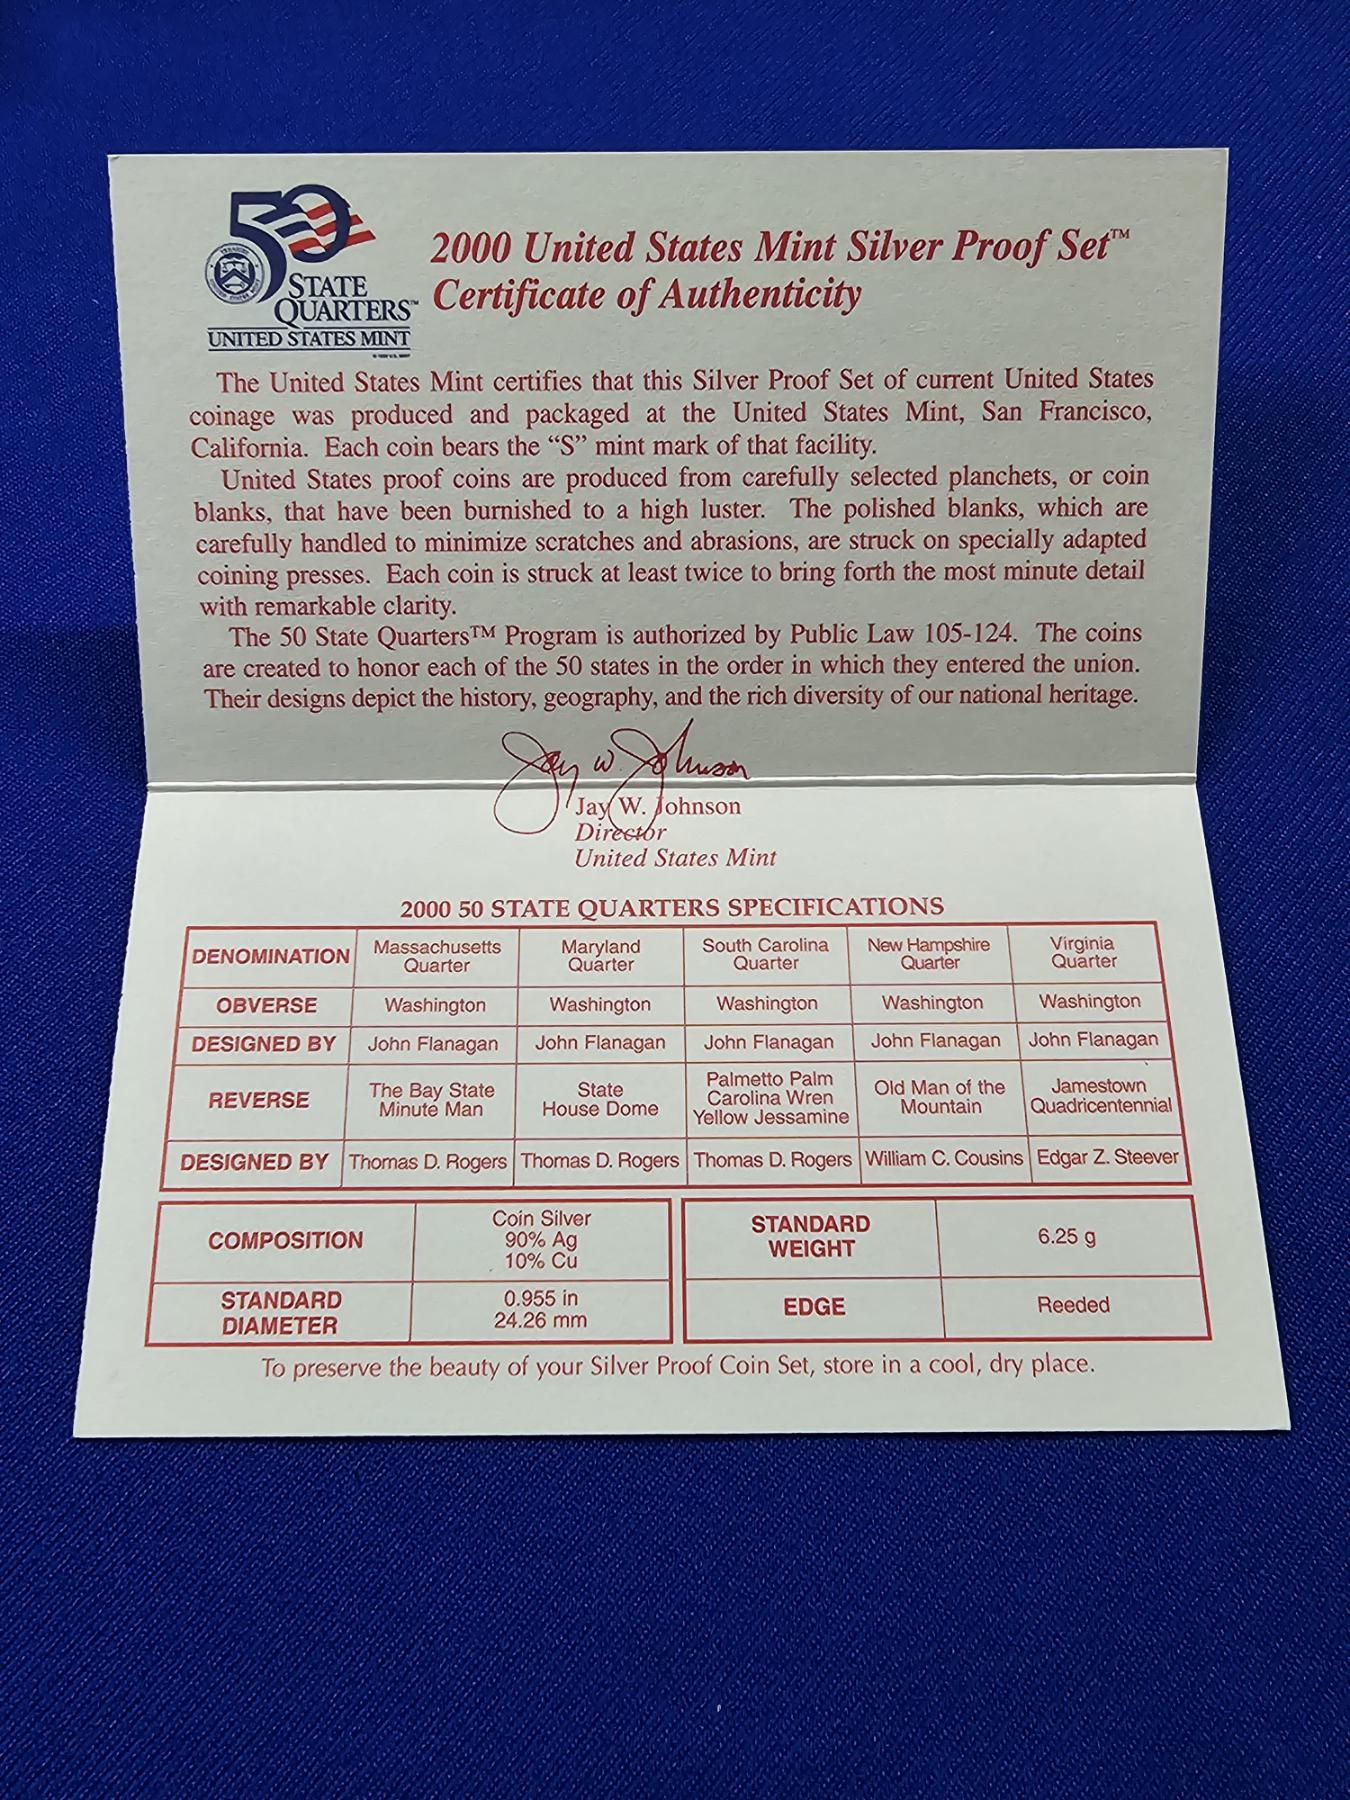 50
STATE
QUARTERS™
UNITED STATES MINT
2000 United States Mint Silver Proof Set™
Certificate of Authenticity
The United States Mint certifies that this Silver Proof Set of current United States
coinage was produced and packaged at the United States Mint, San Francisco,
California. Each coin bears the “S” mint mark of that facility.
United States proof coins are produced from carefully selected planchets, or coin
blanks, that have been burnished to a high luster. The polished blanks, which are
carefully handled to minimize scratches and abrasions, are struck on specially adapted
coining presses. Each coin is struck at least twice to bring forth the most minute detail
with remarkable clarity.
The 50 State Quarters™ Program is authorized by Public Law 105-124. The coins
are created to honor each of the 50 states in the order in which they entered the union.
Their designs depict the history, geography, and the rich diversity of our national heritage.
Jay W. Johnson
Jay W. Johnson
Director
United States Mint
2000 50 STATE QUARTERS SPECIFICATIONS
DENOMINATION Massachusetts Quarter Maryland Quarter South Carolina Quarter New Hampshire Quarter Virginia Quarter
OBVERSE Washington Washington Washington Washington Washington
DESIGNED BY John Flanagan John Flanagan John Flanagan John Flanagan John Flanagan
REVERSE The Bay State Minute Man State House Dome Palmetto Palm Carolina Wren Yellow Jessamine Old Man of the Mountain Jamestown Quadricentennial
DESIGNED BY Thomas D. Rogers Thomas D. Rogers Thomas D. Rogers William C. Cousins Edgar Z. Steever
COMPOSITION Coin Silver 90% Ag 10% Cu
STANDARD WEIGHT 6.25 g
STANDARD DIAMETER 0.955 in 24.26 mm
EDGE Reeded
To preserve the beauty of your Silver Proof Coin Set, store in a cool, dry place.